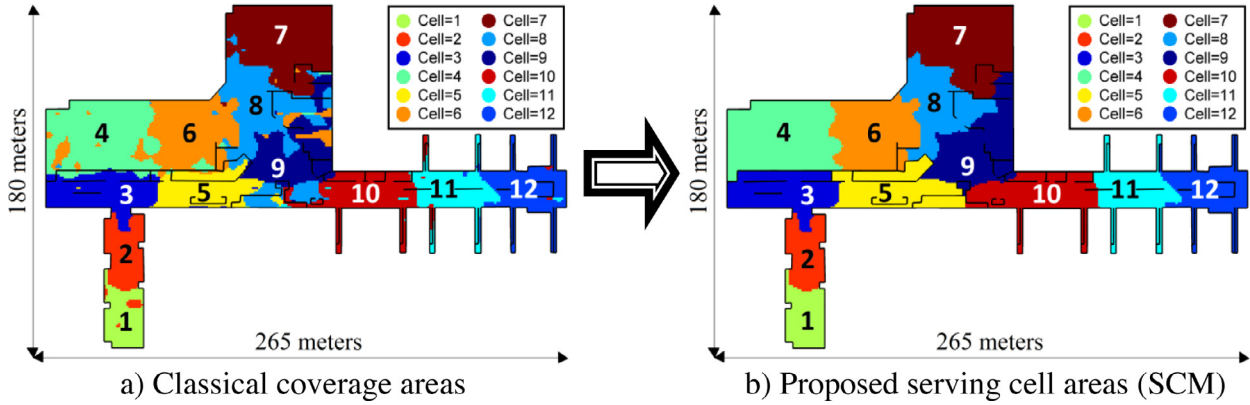 180 meters
7
8
4
6
9
3
5
10
11
12
2
1
265 meters
Cell=1
Cell=2
Cell=3
Cell=4
Cell=5
Cell=6
Cell=7
Cell=8
Cell=9
Cell=10
Cell=11
Cell=12
a) Classical coverage areas
180 meters
7
8
4
6
9
3
5
10
11
12
2
1
265 meters
Cell=1
Cell=2
Cell=3
Cell=4
Cell=5
Cell=6
Cell=7
Cell=8
Cell=9
Cell=10
Cell=11
Cell=12
b) Proposed serving cell areas (SCM)